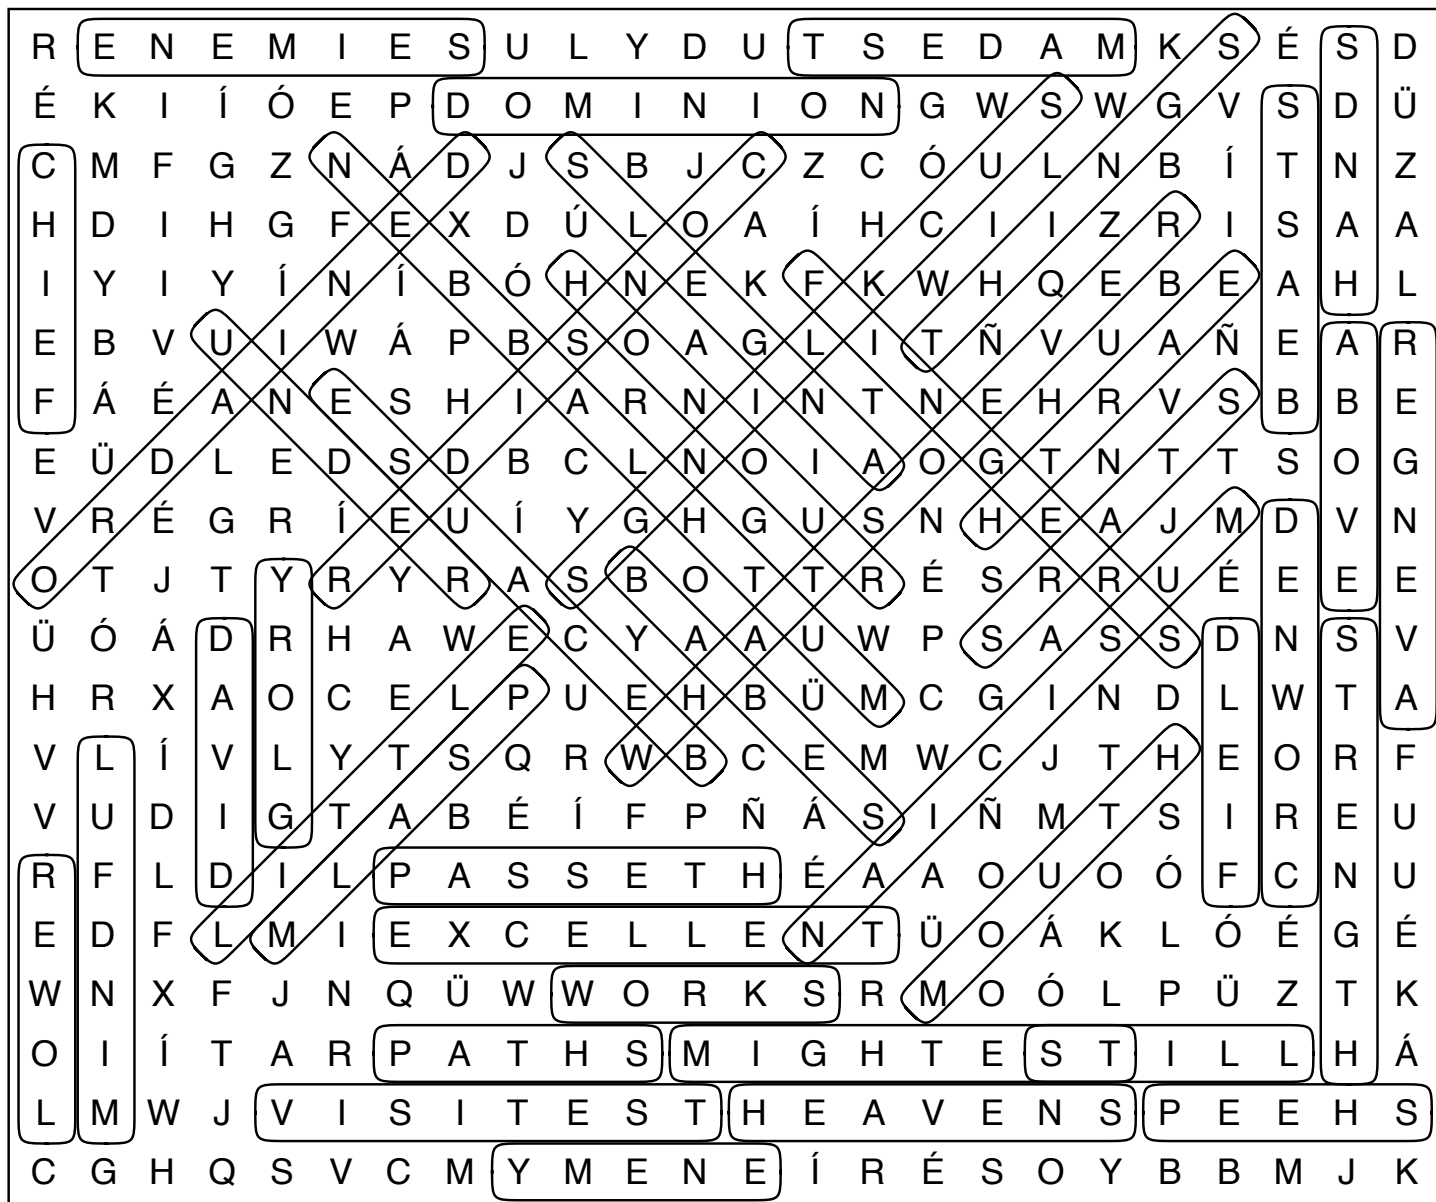 R E N E M I E S U L Y D U T S E D A M K S É S D
É K I Í Ó E P D O M I N I O N G W S W G V S D Ü
C M F G Z N Á D J S B J C Z C Ó U L N B Í T N Z
H D I H G F E X D Ú L O A Í H C I I Z R I S A A
I Y I Y Í N Í B Ó H N E K F K W H Q E B E A H L
E B V U I W Á P B S O A G L I T Ñ V U A Ñ E A R
F Á É A N E S H I A R N I N T N E H R V S B B E
E Ü D L E D S D B C L N O I A O G T N T T S O G
V R É G R Í E U Í Y G H G U S N H E A J M D V N
O T J T Y R Y R A S B O T T R É S R R U É E E E
Ü Ó Á D R H A W E C Y A A U W P S A S S D N S V
H R X A O C E L P U E H B Ü M C G I N D L W T A
V L Í V L Y T S Q R W B C E M W C J T H E O R F
V U D I G T A B É Í F P Ñ Á S I Ñ M T S I R E U
R F L D I L P A S S E T H É A A O U O Ó F C N U
E D F L M I E X C E L L E N T Ü O Á K L Ó É G É
W N X F J N Q Ü W W O R K S R M O Ó L P Ü Z T K
O I Í T A R P A T H S M I G H T E S T I L L H Á
L M W J V I S I T E S T H E A V E N S P E E H S
C G H Q S V C M Y M E N E Í R É S O Y B B M J K